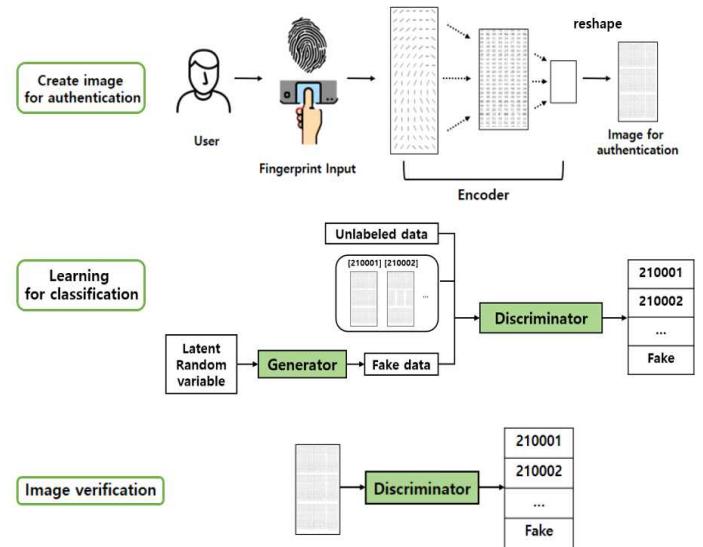 reshape
Create image
for authentication
User
Fingerprint Input
Encoder
Image for
authentication
Learning
for classification
Unlabeled data
[210001] [210002]
...
Latent
Random
variable
Generator
Fake data
Discriminator
210001
210002
...
Fake
Image verification
Discriminator
210001
210002
...
Fake